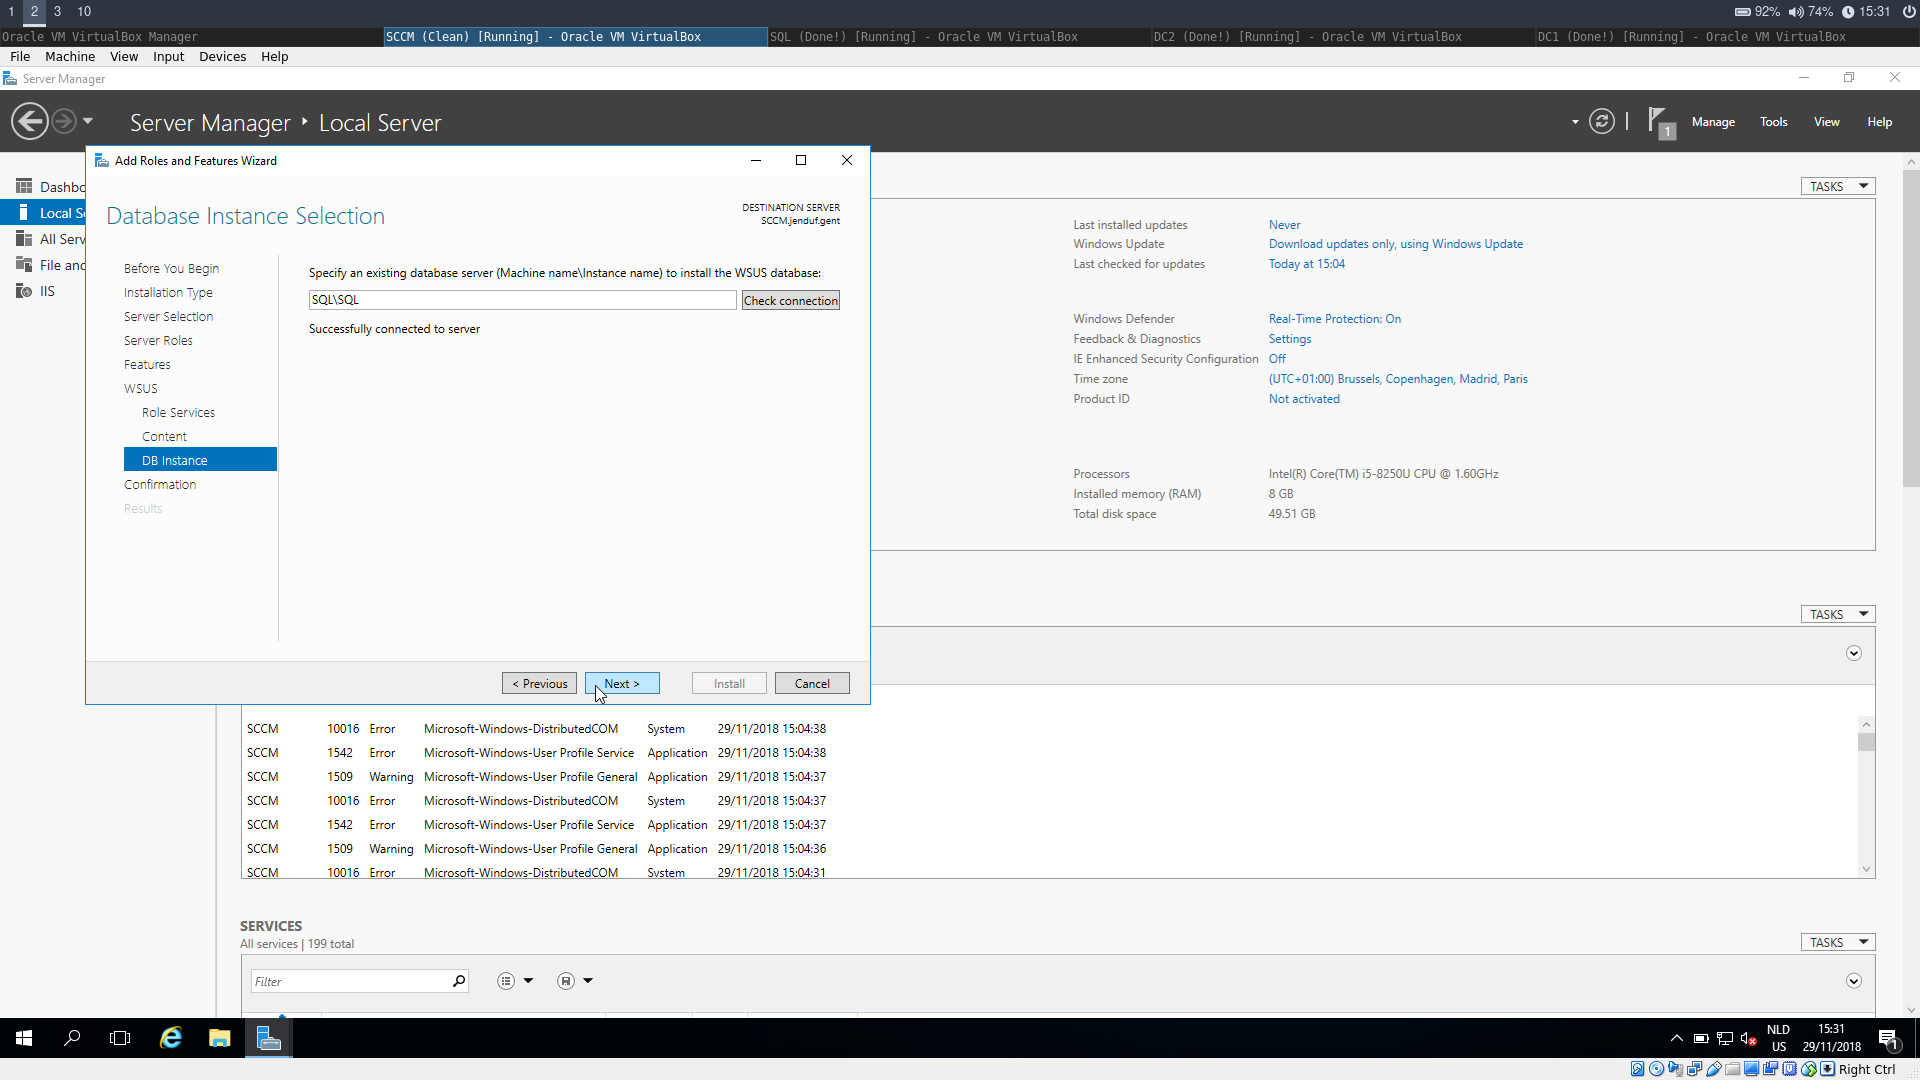 1 2 3 10
92% 74% 15:31
Oracle VM VirtualBox Manager
SCCM (Clean) [Running] - Oracle VM VirtualBox
SQL (Done!) [Running] - Oracle VM VirtualBox
DC2 (Done!) [Running] - Oracle VM VirtualBox
DC1 (Done!) [Running] - Oracle VM VirtualBox
File Machine View Input Devices Help
Server Manager
Server Manager Local Server
1
Manage Tools View Help
Dashbo
Local Se
All Serv
File and
IIS
Add Roles and Features Wizard
Database Instance Selection
DESTINATION SERVER
SCCM.jenduf.gent
Before You Begin
Installation Type
Server Selection
Server Roles
Features
WSUS
Role Services
Content
DB Instance
Confirmation
Results
Specify an existing database server (Machine name\Instance name) to install the WSUS database:
SQL\SQL
Check connection
Successfully connected to server
< Previous
Next >
Install
Cancel
TASKS
Last installed updates Never
Windows Update Download updates only, using Windows Update
Last checked for updates Today at 15:04
Windows Defender Real-Time Protection: On
Feedback & Diagnostics Settings
IE Enhanced Security Configuration Off
Time zone (UTC+01:00) Brussels, Copenhagen, Madrid, Paris
Product ID Not activated
Processors Intel(R) Core(TM) i5-8250U CPU @ 1.60GHz
Installed memory (RAM) 8 GB
Total disk space 49.51 GB
TASKS
SCCM 10016 Error Microsoft-Windows-DistributedCOM System 29/11/2018 15:04:38
SCCM 1542 Error Microsoft-Windows-User Profile Service Application 29/11/2018 15:04:38
SCCM 1509 Warning Microsoft-Windows-User Profile General Application 29/11/2018 15:04:37
SCCM 10016 Error Microsoft-Windows-DistributedCOM System 29/11/2018 15:04:37
SCCM 1542 Error Microsoft-Windows-User Profile Service Application 29/11/2018 15:04:37
SCCM 1509 Warning Microsoft-Windows-User Profile General Application 29/11/2018 15:04:36
SCCM 10016 Error Microsoft-Windows-DistributedCOM System 29/11/2018 15:04:31
SERVICES
All services | 199 total
TASKS
Filter
NLD
US
15:31
29/11/2018
1
Right Ctrl